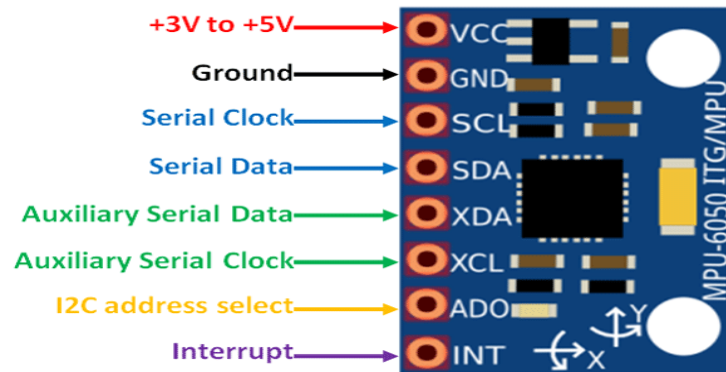 +3V to +5V VCC
Ground GND
Serial Clock SCL
Serial Data SDA
Auxiliary Serial Data XDA
Auxiliary Serial Clock XCL
I2C address select ADO
Interrupt INT
X
Y
MPU-6050 ITG/MPU